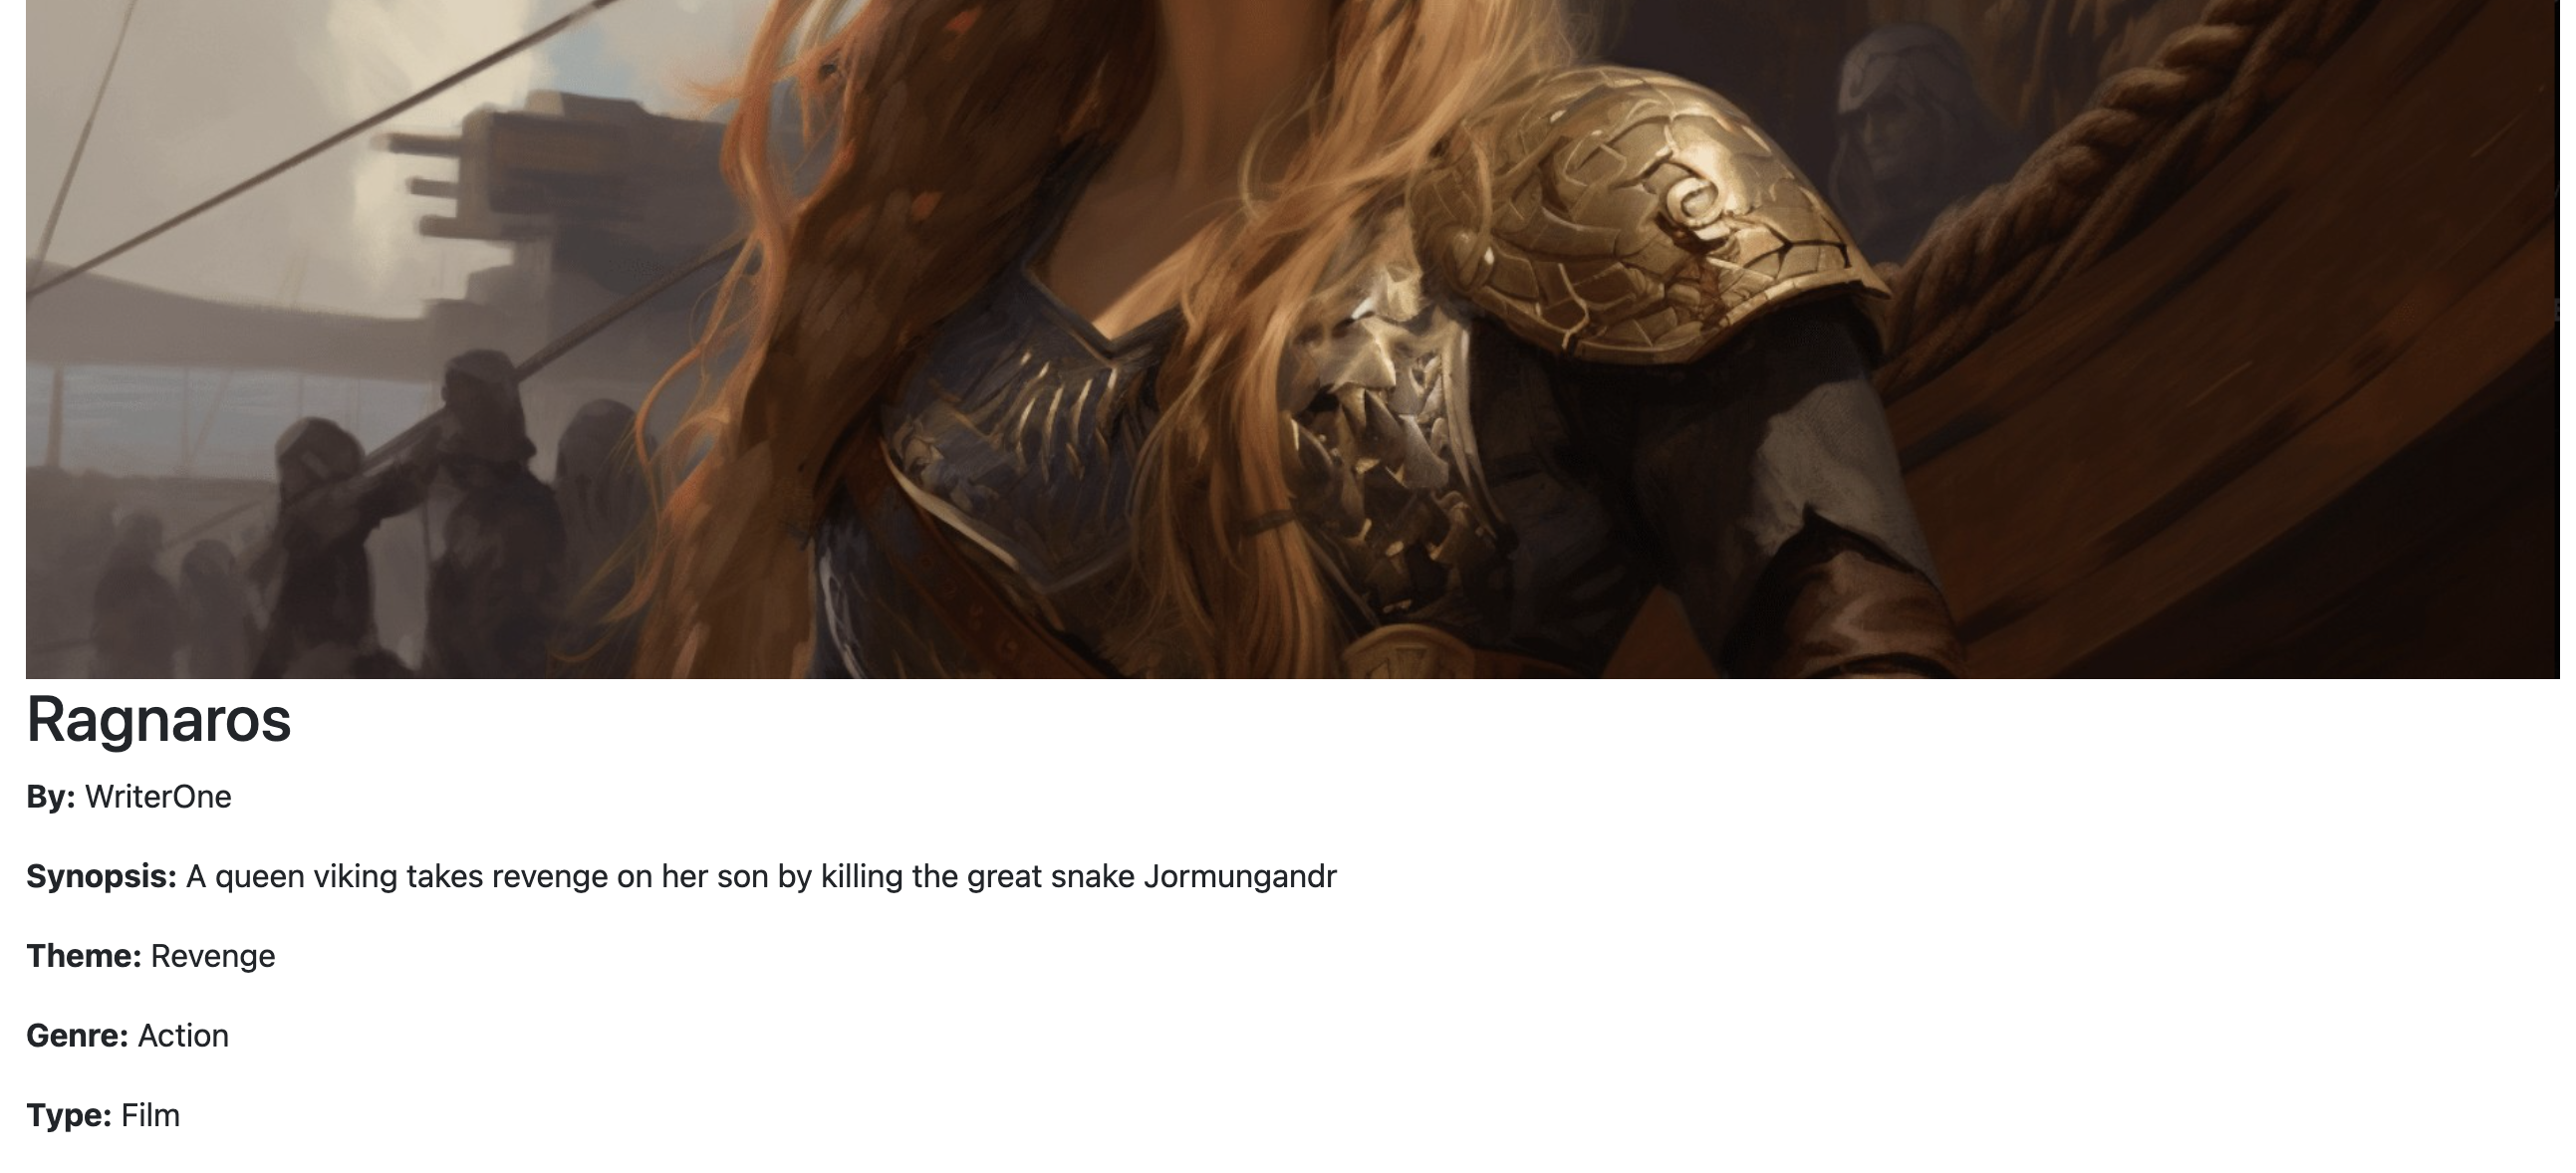 Ragnaros
By: WriterOne
Synopsis: A queen viking takes revenge on her son by killing the great snake Jormungandr
Theme: Revenge
Genre: Action
Type: Film